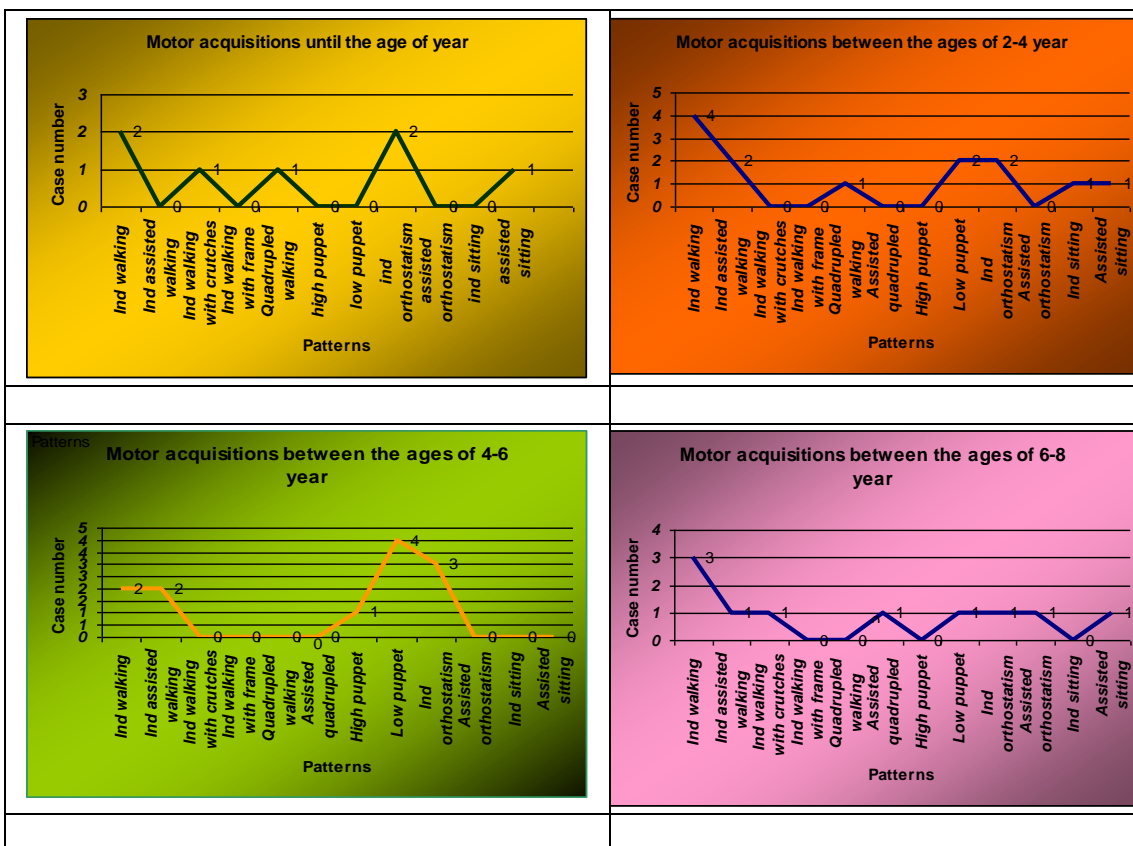 Motor acquisitions until the age of year
Case number
3
2
1
0
2
0
1
0
1
0
0
2
0
0
1
Ind walking
Ind assisted
walking
Ind walking
with crutches
Ind walking
with frame
Quadrupled
walking
high puppet
low puppet
ind
orthostatism
assisted
orthostatism
ind sitting
assisted
sitting
Patterns
Motor acquisitions between the ages of 2-4 year
Case number
5
4
3
2
1
0
4
2
0
0
1
0
0
2
2
0
1
1
Ind walking
Ind assisted
walking
Ind walking
with crutches
Ind walking
with frame
Quadrupled
walking
Assisted
quadrupled
High puppet
Low puppet
Ind
orthostatism
Assisted
orthostatism
Ind sitting
Assisted
sitting
Patterns
Patterns
Motor acquisitions between the ages of 4-6
year
Case number
5
4
4
3
3
2
2
1
1
0
2
2
0
0
0
0
1
4
3
0
0
0
Ind walking
Ind assisted
walking
Ind walking
with crutches
Ind walking
with frame
Quadrupled
walking
Assisted
quadrupled
High puppet
Low puppet
Ind
orthostatism
Assisted
orthostatism
Ind sitting
Assisted
sitting
Patterns
Motor acquisitions between the ages of 6-8
year
Case number
4
3
2
1
0
3
1
1
0
0
1
0
1
1
1
0
1
Ind walking
Ind assisted
walking
Ind walking
with crutches
Ind walking
with frame
Quadrupled
walking
Assisted
quadrupled
High puppet
Low puppet
Ind
orthostatism
Assisted
orthostatism
Ind sitting
Assisted
sitting
Patterns